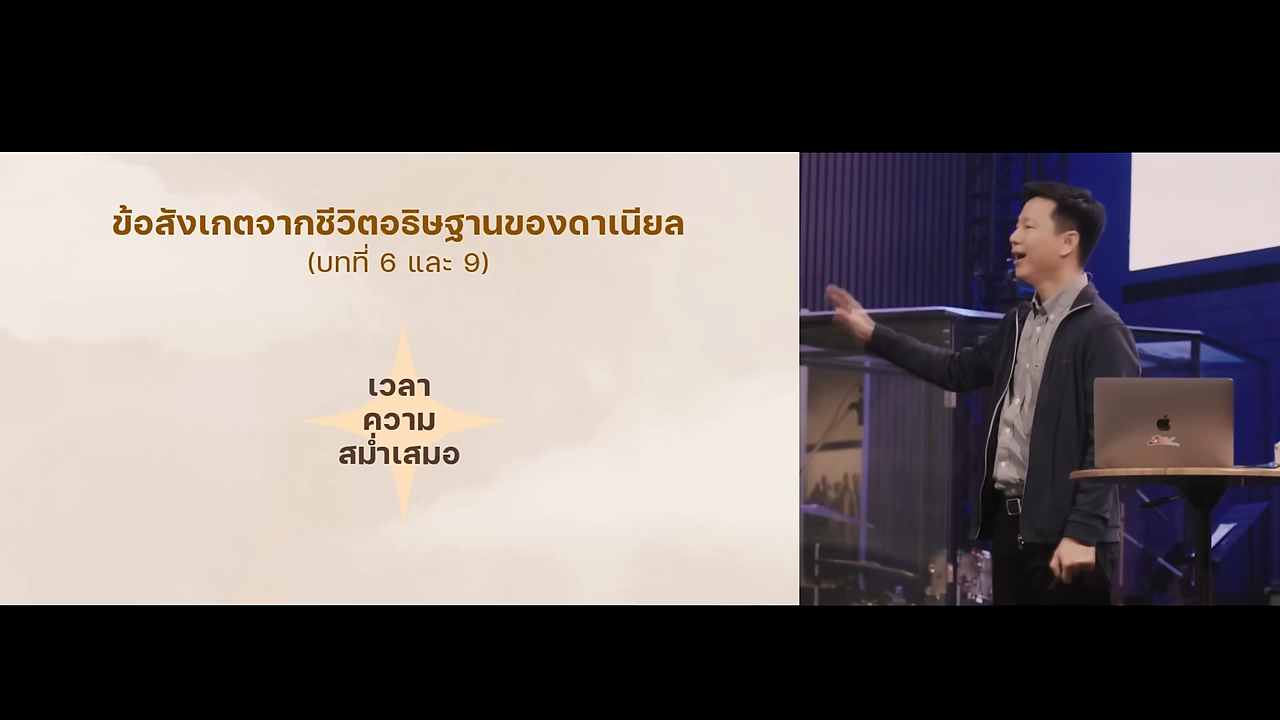 ข้อสังเกตจากชีวิตอธิษฐานของดาเนียล
(บทที่ 6 และ 9)
เวลา
ความ
สม่ำเสมอ